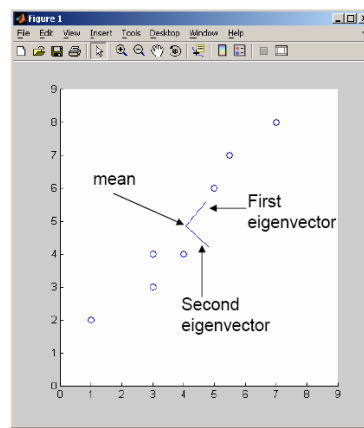 Figure 1
File Edit View Insert Tools Desktop Window Help
9
8
7
6
5
4
3
2
1
0
mean
First
eigenvector
Second
eigenvector
0 1 2 3 4 5 6 7 8 9